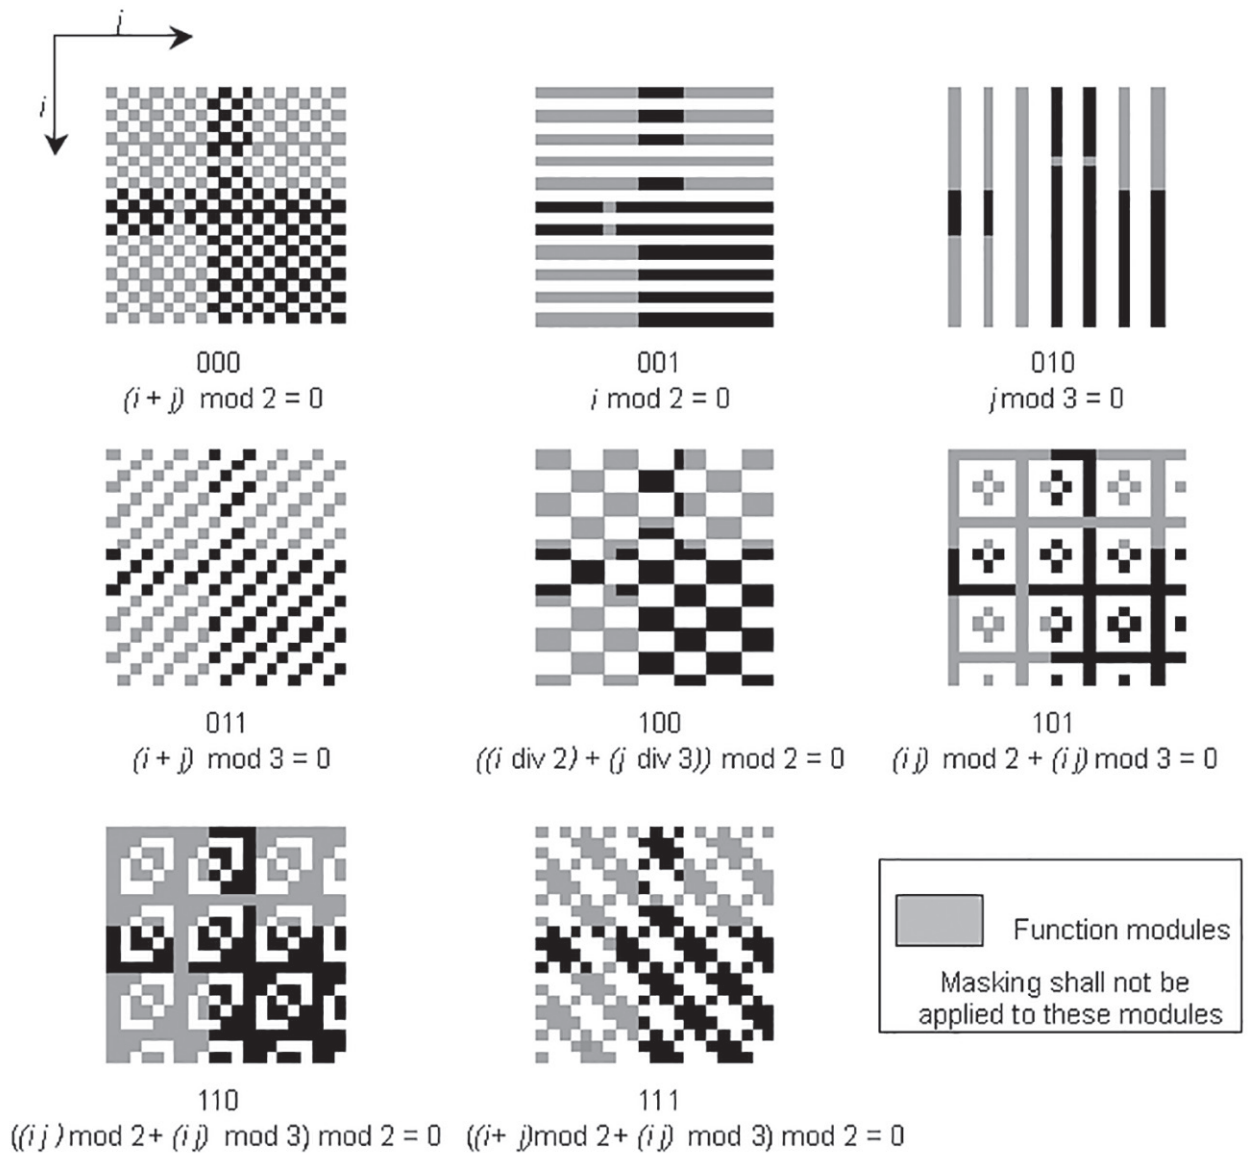 j
i
000
(i + j) mod 2 = 0
001
i mod 2 = 0
010
j mod 3 = 0
011
(i + j) mod 3 = 0
100
((i div 2) + (j div 3)) mod 2 = 0
101
(i j) mod 2 + (i j) mod 3 = 0
110
((i j) mod 2+ (i j) mod 3) mod 2 = 0
111
((i+ j)mod 2+ (i j) mod 3) mod 2 = 0
Function modules
Masking shall not be
applied to these modules